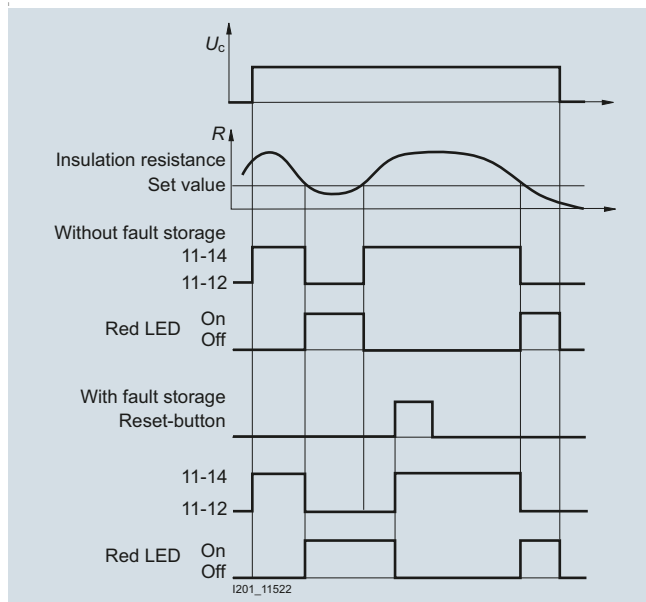 Uc
R
Insulation resistance
Set value
Without fault storage
11-14
11-12
Red LED On
Off
With fault storage
Reset-button
11-14
11-12
Red LED On
Off
I201_11522